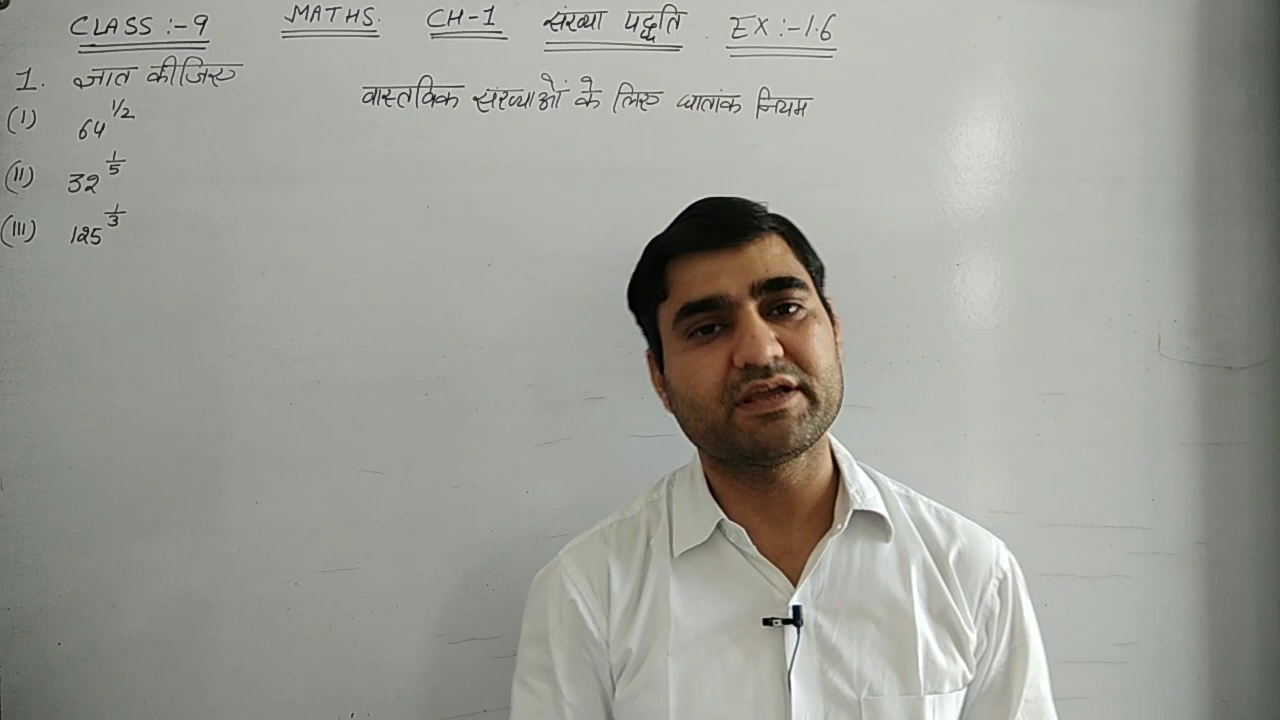 CLASS :- 9 MATHS. CH-1 संख्या पद्धति EX :- 1.6
1. ज्ञात कीजिए
वास्तविक संख्याओं के लिए घातांक नियम
(i) 64^1/2
(ii) 32^1/5
(iii) 125^1/3